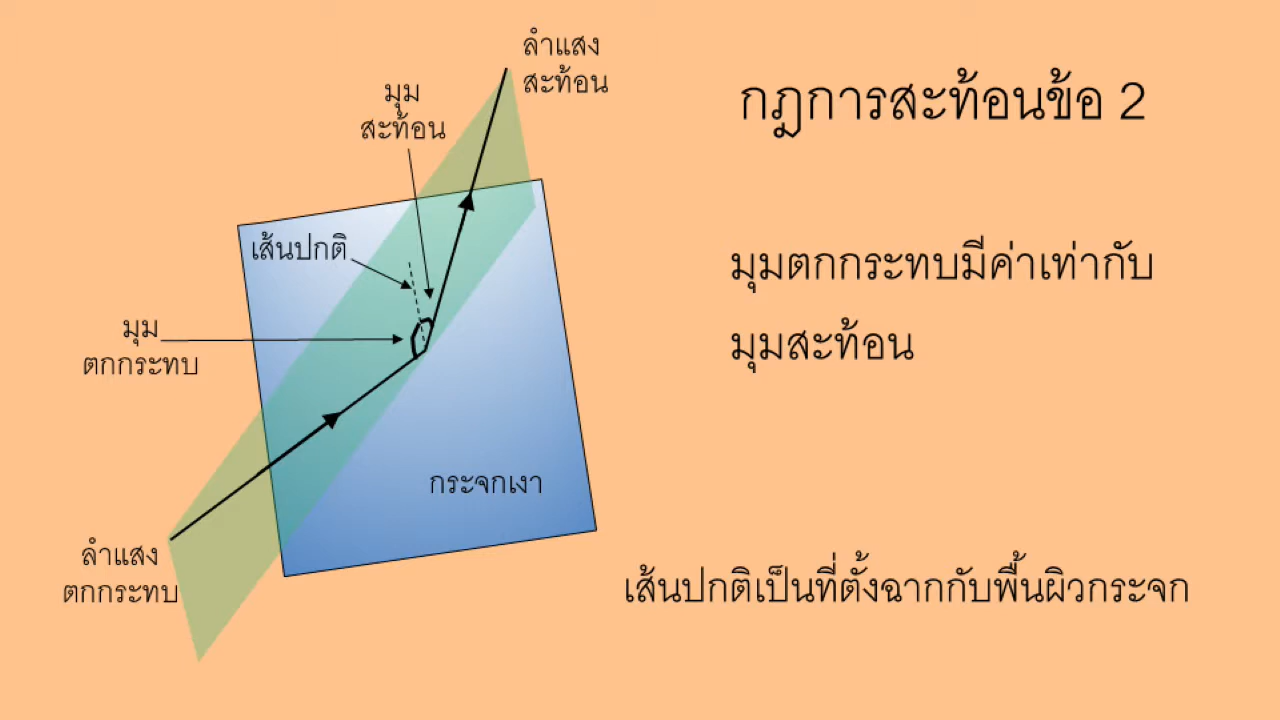 ลำแสง
สะท้อน
มุม
สะท้อน
กฎการสะท้อนข้อ 2
เส้นปกติ
มุมตกกระทบมีค่าเท่ากับ
มุมสะท้อน
มุม
ตกกระทบ
กระจกเงา
ลำแสง
ตกกระทบ
เส้นปกติเป็นที่ตั้งฉากกับพื้นผิวกระจก